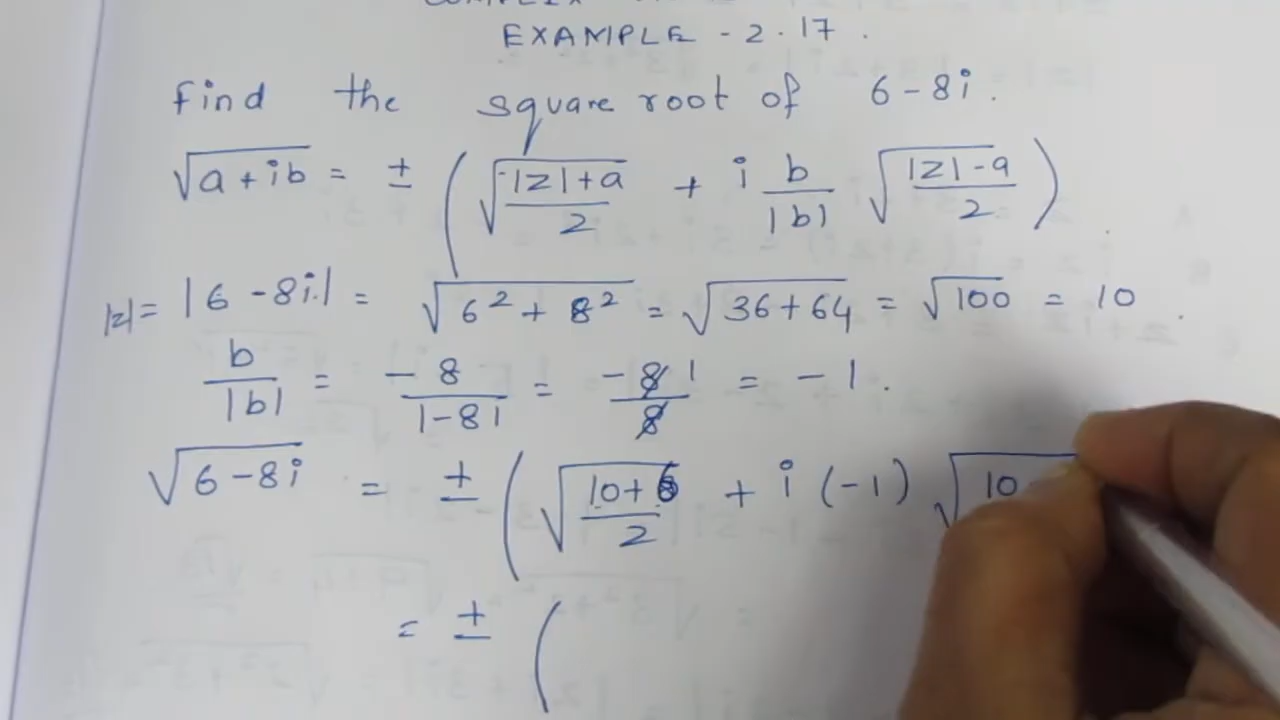 EXAMPLE - 2.17.
Find the square root of 6 - 8i.
√(a + ib) = ± ( √((|z| + a)/2) + i b/|b| √((|z| - a)/2) )
|z| = |6 - 8i| = √(6² + 8²) = √(36 + 64) = √100 = 10.
b/|b| = -8/|-8| = -8/8 1 = -1.
√(6 - 8i) = ± ( √((10 + 6)/2) + i (-1) √(10
= ± (